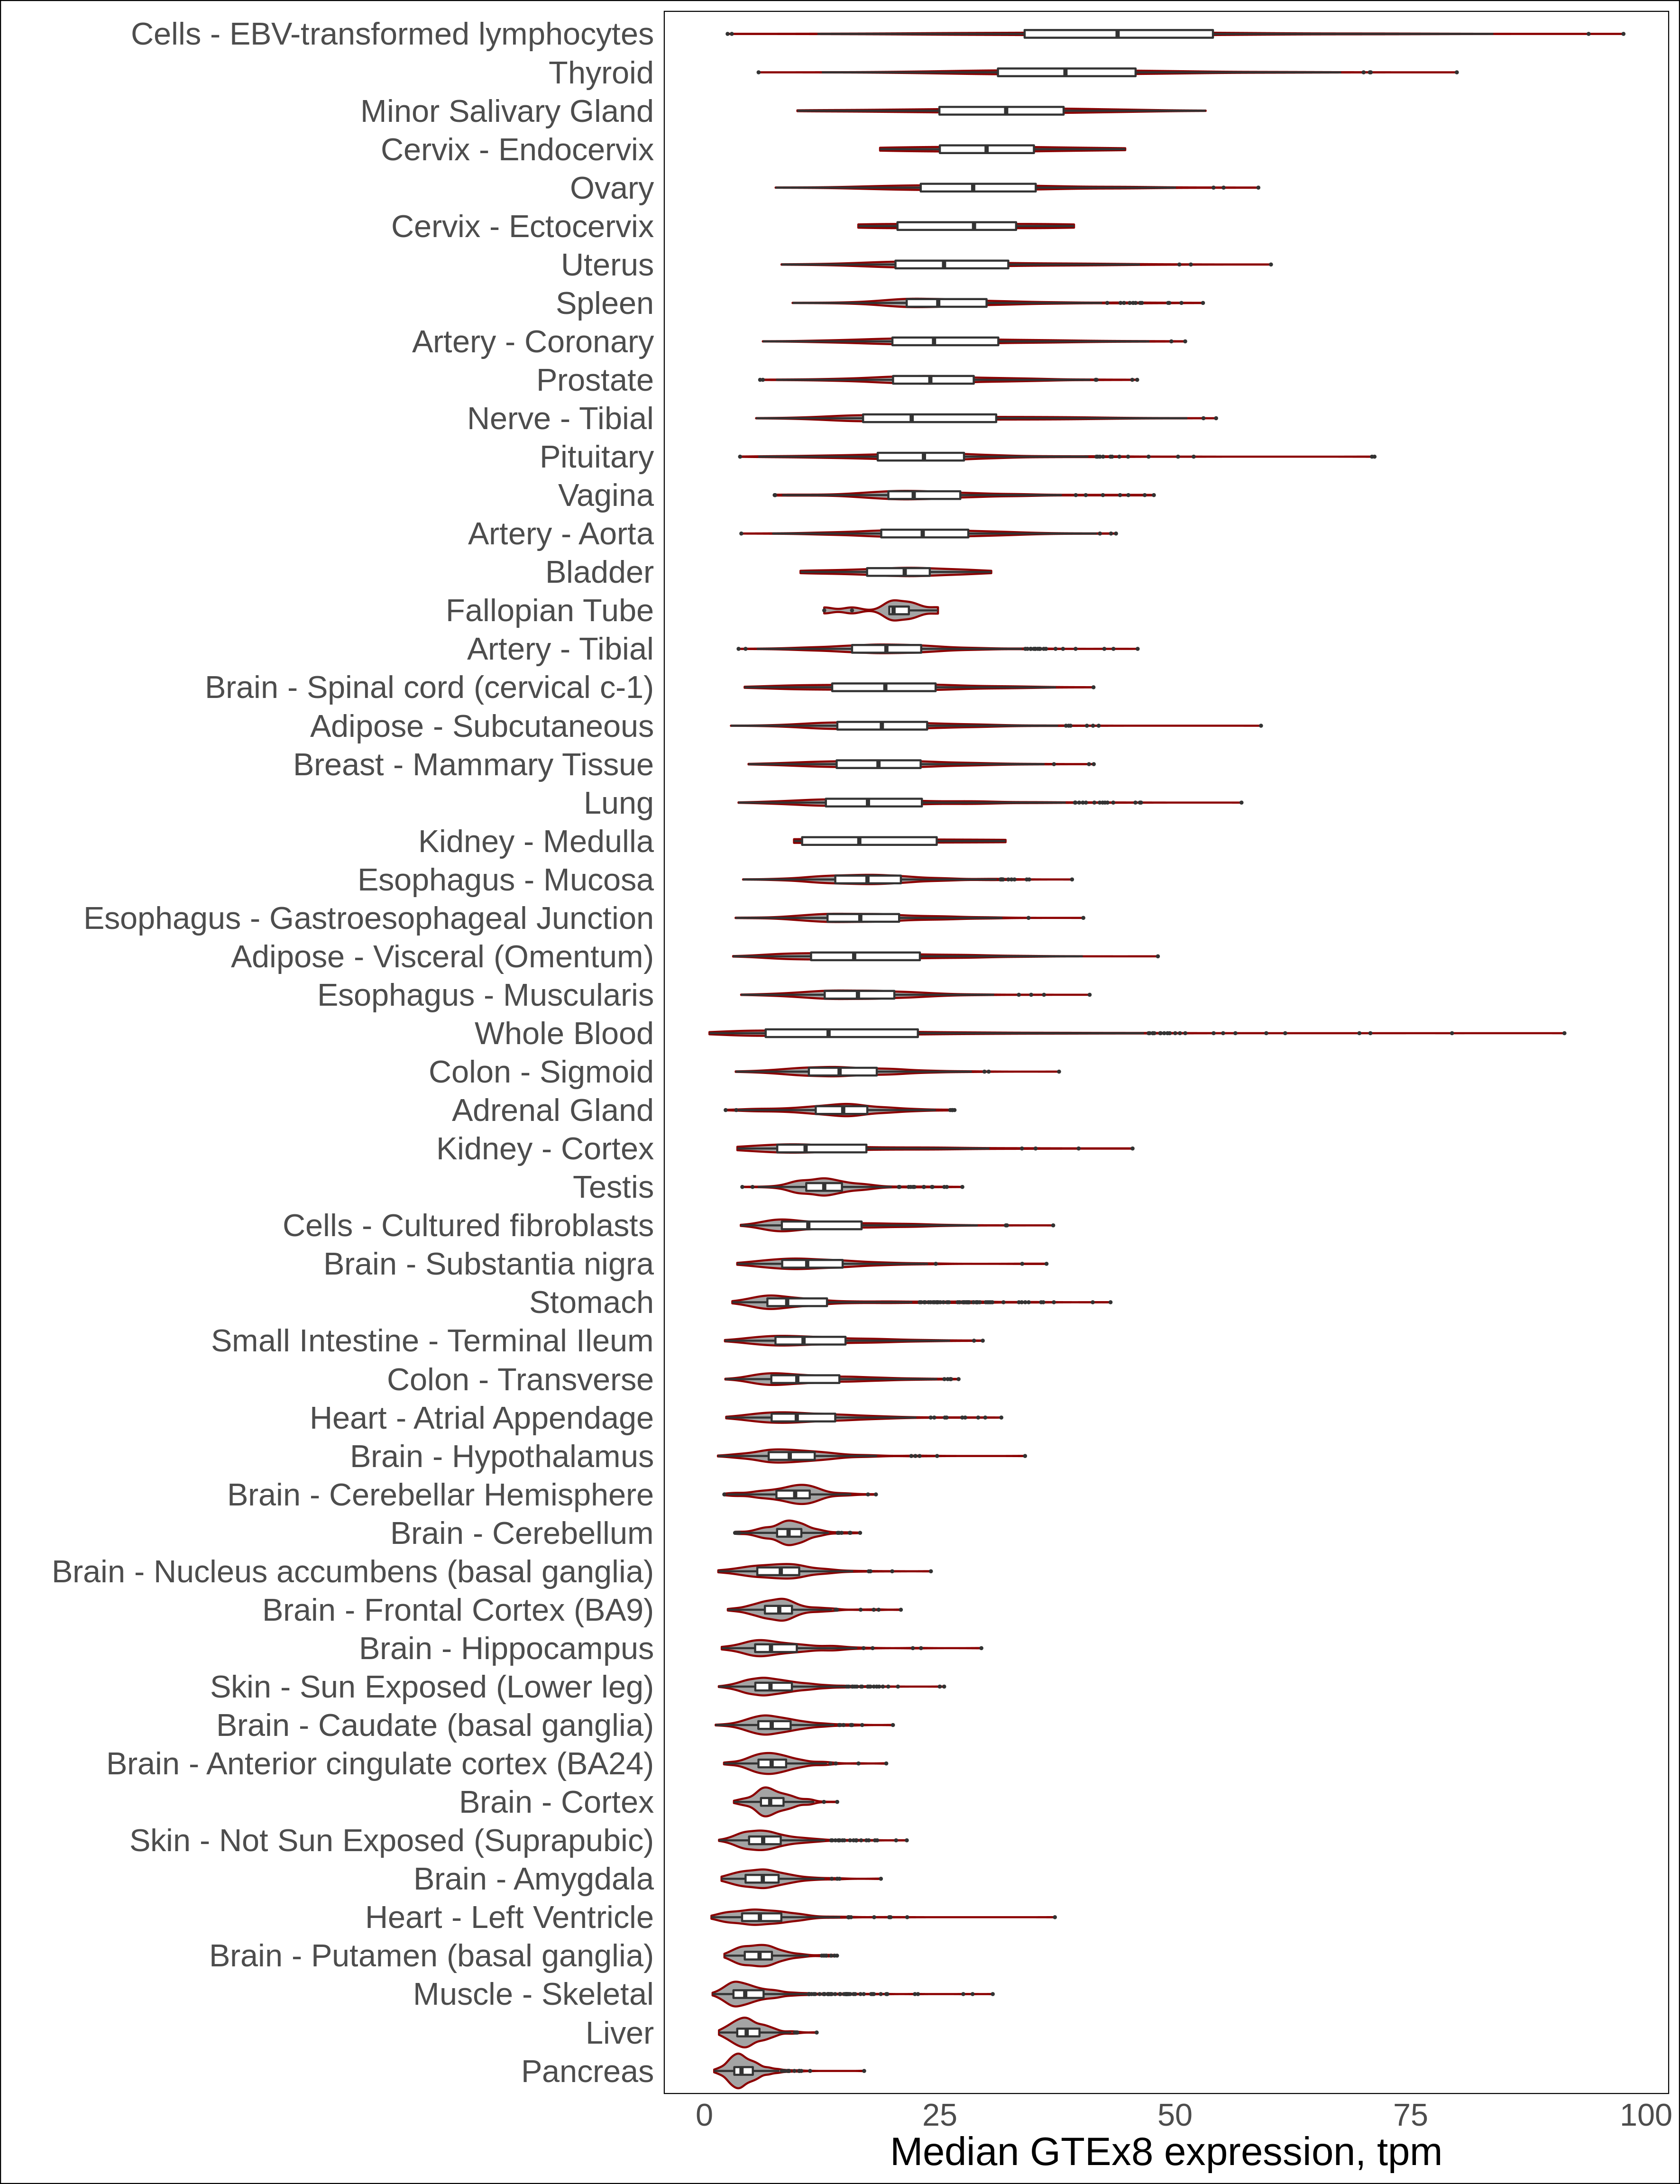 Cells - EBV-transformed lymphocytes
Thyroid
Minor Salivary Gland
Cervix - Endocervix
Ovary
Cervix - Ectocervix
Uterus
Spleen
Artery - Coronary
Prostate
Nerve - Tibial
Pituitary
Vagina
Artery - Aorta
Bladder
Fallopian Tube
Artery - Tibial
Brain - Spinal cord (cervical c-1)
Adipose - Subcutaneous
Breast - Mammary Tissue
Lung
Kidney - Medulla
Esophagus - Mucosa
Esophagus - Gastroesophageal Junction
Adipose - Visceral (Omentum)
Esophagus - Muscularis
Whole Blood
Colon - Sigmoid
Adrenal Gland
Kidney - Cortex
Testis
Cells - Cultured fibroblasts
Brain - Substantia nigra
Stomach
Small Intestine - Terminal Ileum
Colon - Transverse
Heart - Atrial Appendage
Brain - Hypothalamus
Brain - Cerebellar Hemisphere
Brain - Cerebellum
Brain - Nucleus accumbens (basal ganglia)
Brain - Frontal Cortex (BA9)
Brain - Hippocampus
Skin - Sun Exposed (Lower leg)
Brain - Caudate (basal ganglia)
Brain - Anterior cingulate cortex (BA24)
Brain - Cortex
Skin - Not Sun Exposed (Suprapubic)
Brain - Amygdala
Heart - Left Ventricle
Brain - Putamen (basal ganglia)
Muscle - Skeletal
Liver
Pancreas
0 25 50 75 100
Median GTEx8 expression, tpm